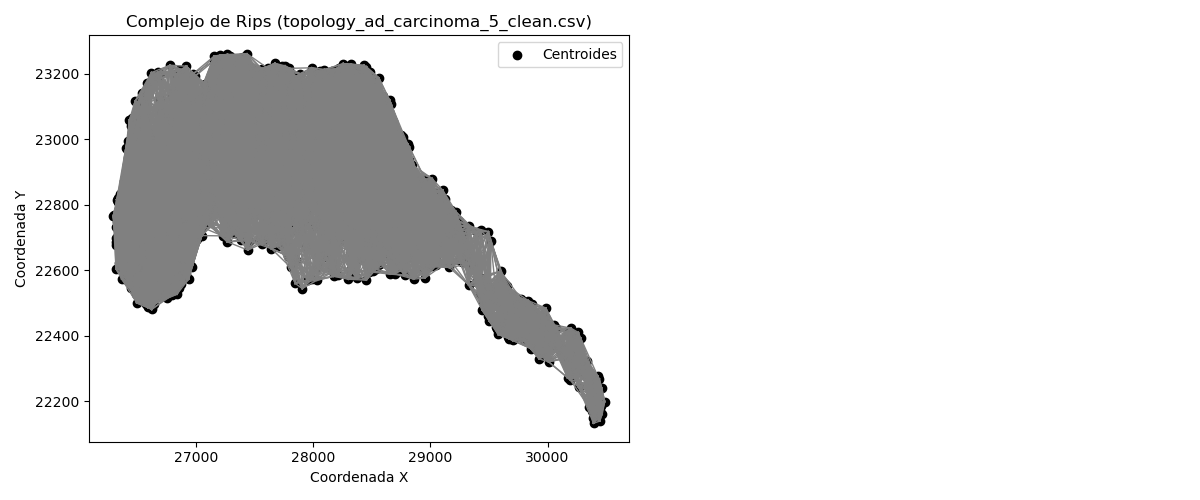 Complejo de Rips (topology_ad_carcinoma_5_clean.csv)
Centroides
23200
23000
22800
22600
22400
22200
Coordenada Y
27000 28000 29000 30000
Coordenada X